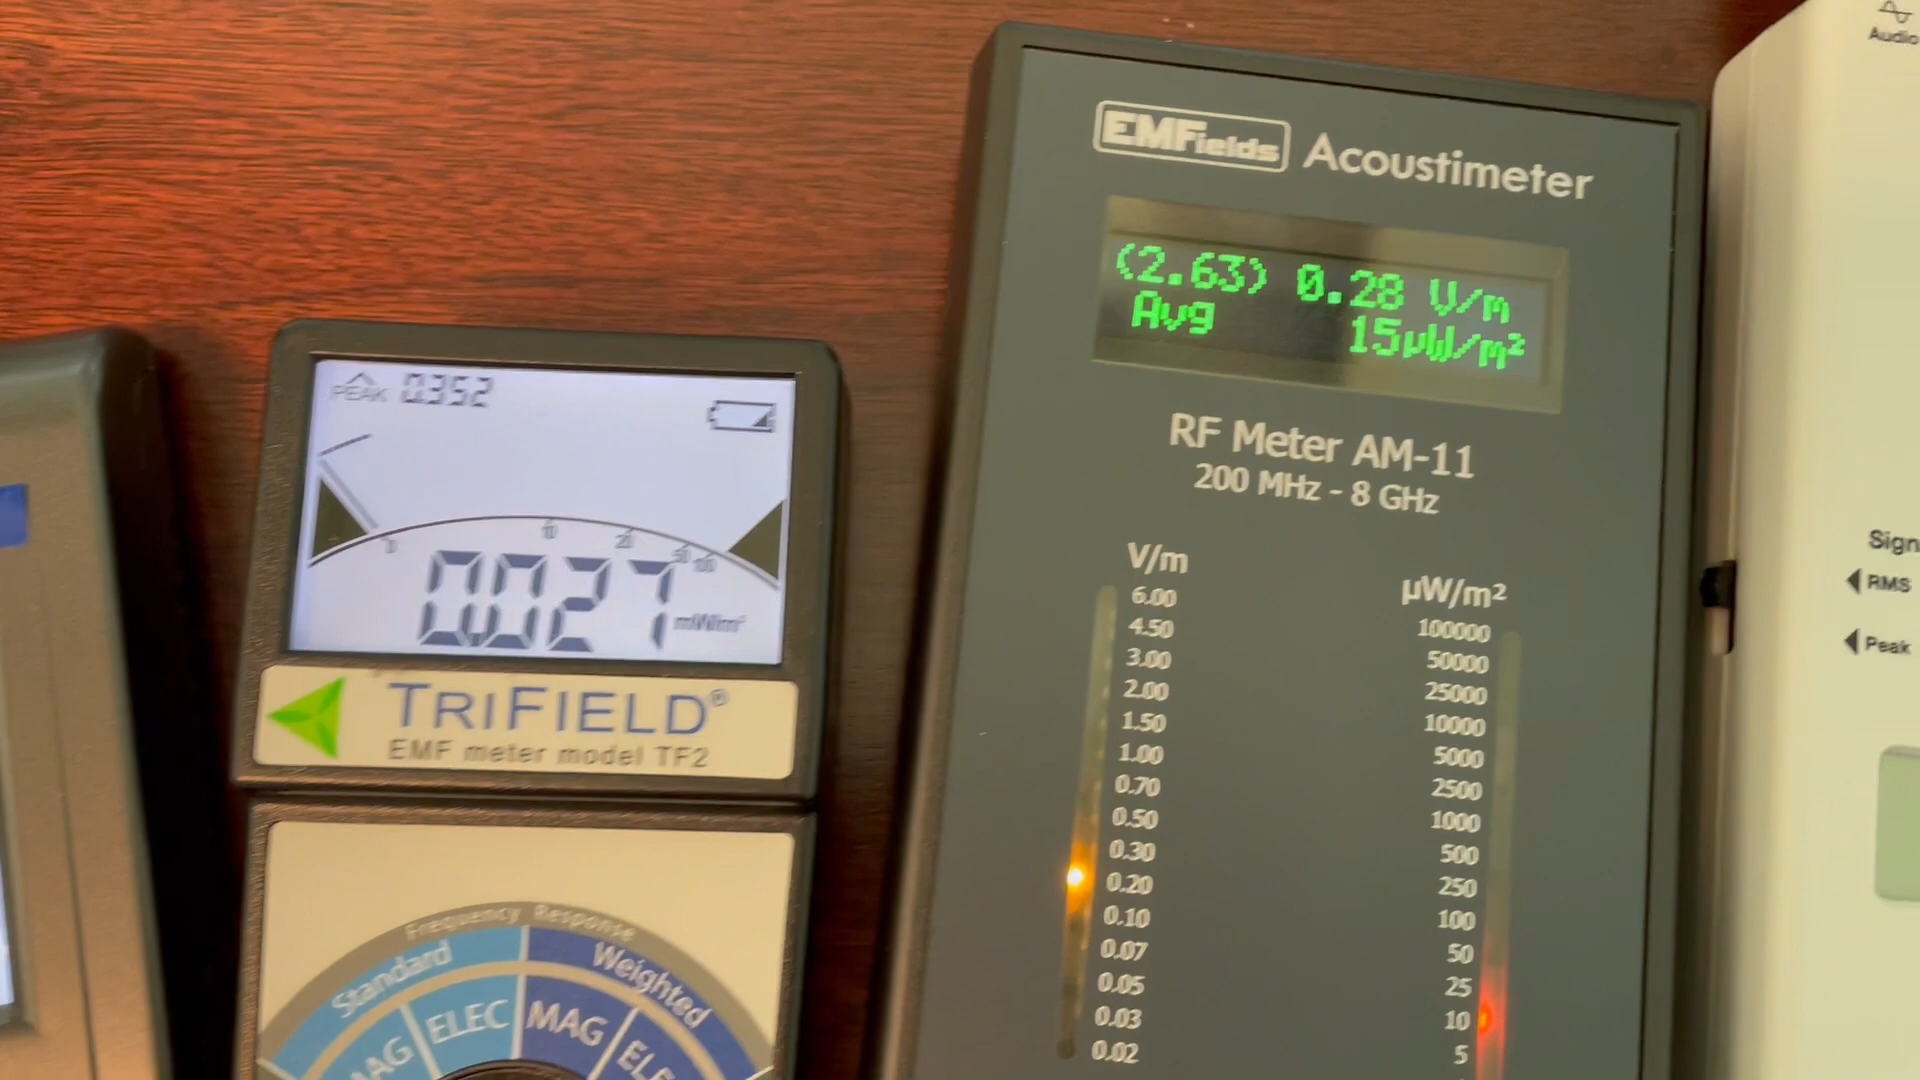 PEAK 0.352
0 10 20 50 100
0.027 mW/m²
TRIFIELD®
EMF meter model TF2
Frequency Response
Standard Weighted
MAG ELEC MAG
EMFields Acoustimeter
(2.63) 0.28 V/m
Avg 15µW/m²
RF Meter AM-11
200 MHz - 8 GHz
V/m µW/m²
6.00 100000
4.50 50000
3.00 25000
2.00 10000
1.50 5000
1.00 2500
0.70 1000
0.50 500
0.30 250
0.20 100
0.10 50
0.07 25
0.05 10
0.03 5
0.02
Audio
RMS
Peak